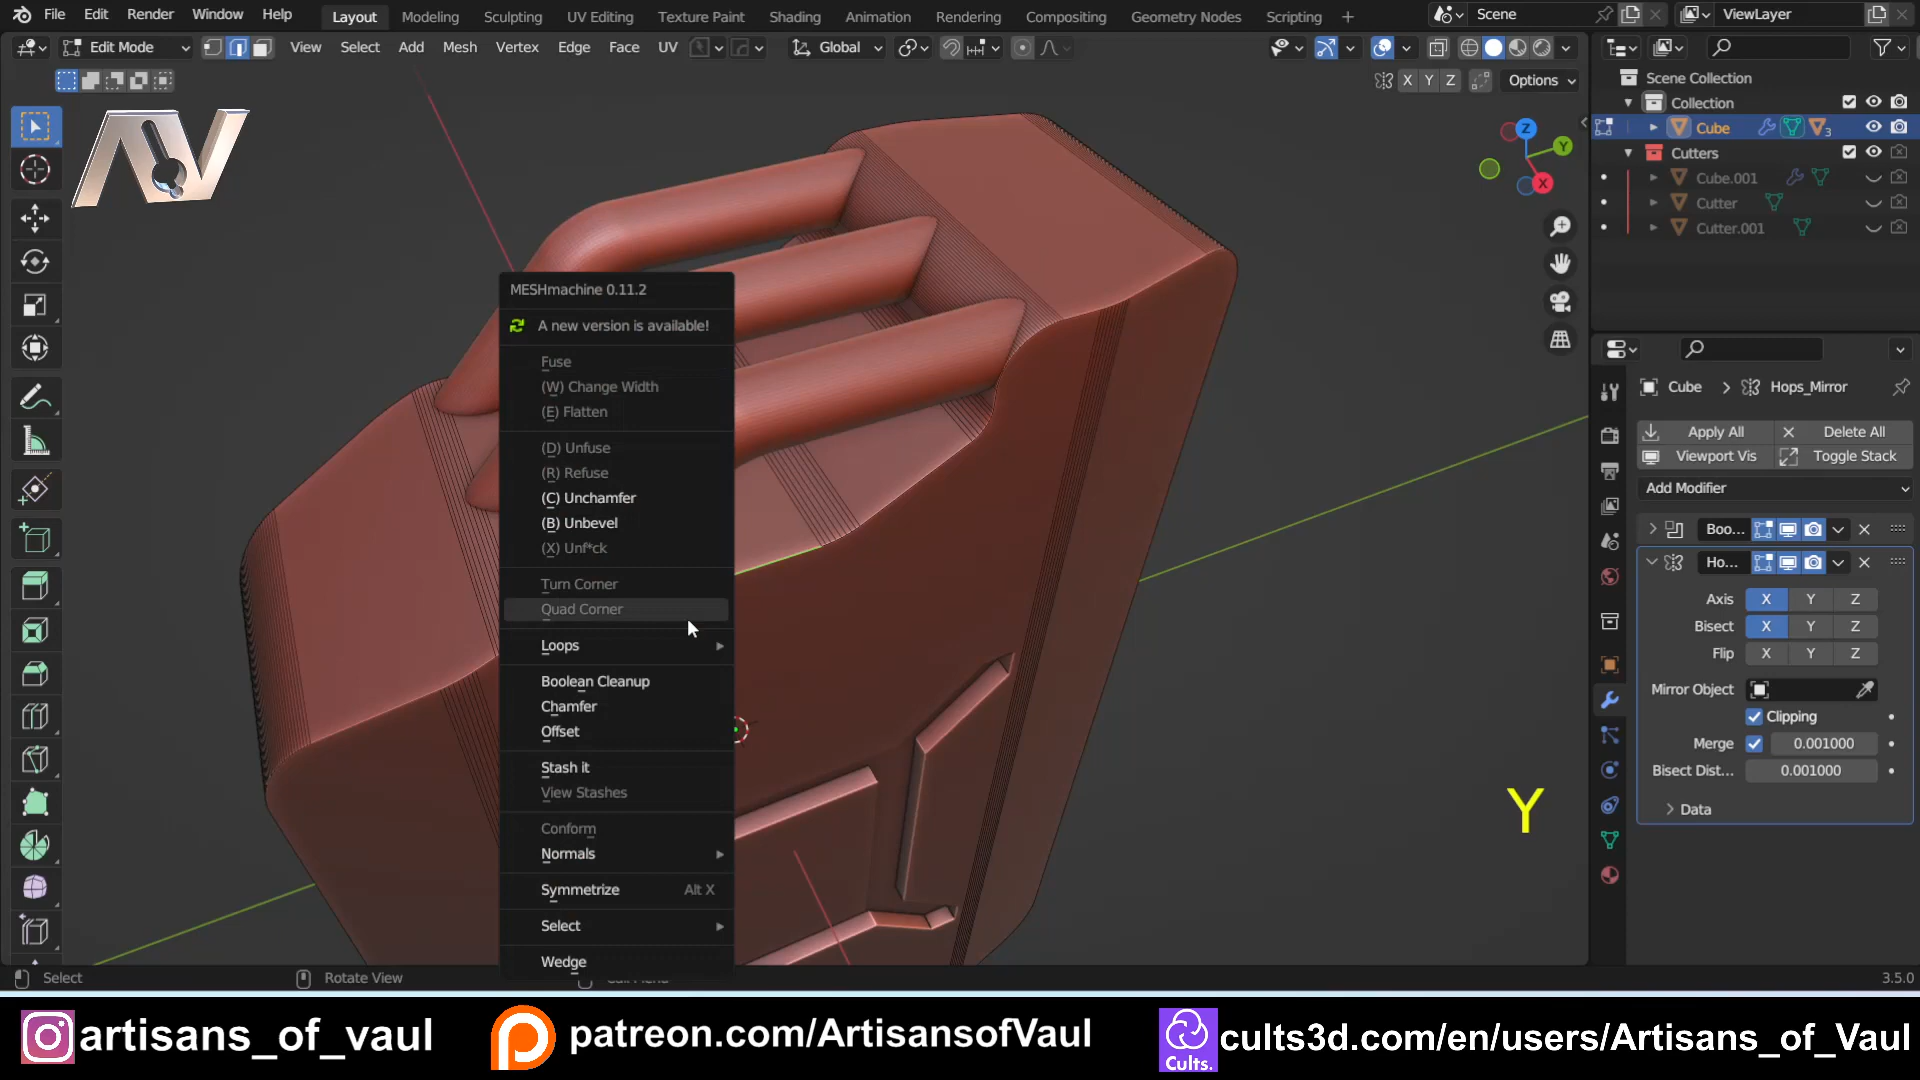 File Edit Render Window Help Layout Modeling Sculpting UV Editing Texture Paint Shading Animation Rendering Compositing Geometry Nodes Scripting + Scene ViewLayer
Edit Mode View Select Add Mesh Vertex Edge Face UV Global
X Y Z Options
Scene Collection
Collection
Cube 3
Cutters
Cube.001
Cutter
Cutter.001
AV
Z
Y
X
MESHmachine 0.11.2
A new version is available!
Fuse
(W) Change Width
(E) Flatten
(D) Unfuse
(R) Refuse
(C) Unchamfer
(B) Unbevel
(X) Unf*ck
Turn Corner
Quad Corner
Loops
Boolean Cleanup
Chamfer
Offset
Stash it
View Stashes
Conform
Normals
Symmetrize Alt X
Select
Wedge
Y
Cube > Hops_Mirror
Apply All Delete All
Viewport Vis Toggle Stack
Add Modifier
Boo...
Ho...
Axis X Y Z
Bisect X Y Z
Flip X Y Z
Mirror Object
Clipping
Merge 0.001000
Bisect Dist... 0.001000
Data
Select Rotate View 3.5.0
artisans_of_vaul patreon.com/ArtisansofVaul Cults. cults3d.com/en/users/Artisans_of_Vaul